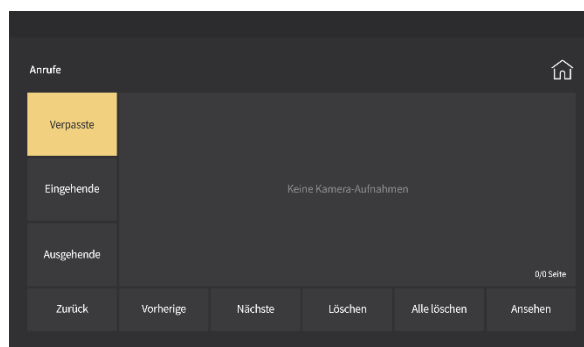 Anrufe
Verpasste
Eingehende
Keine Kamera-Aufnahmen
Ausgehende
0/0 Seite
Zurück
Vorherige
Nächste
Löschen
Alle löschen
Ansehen